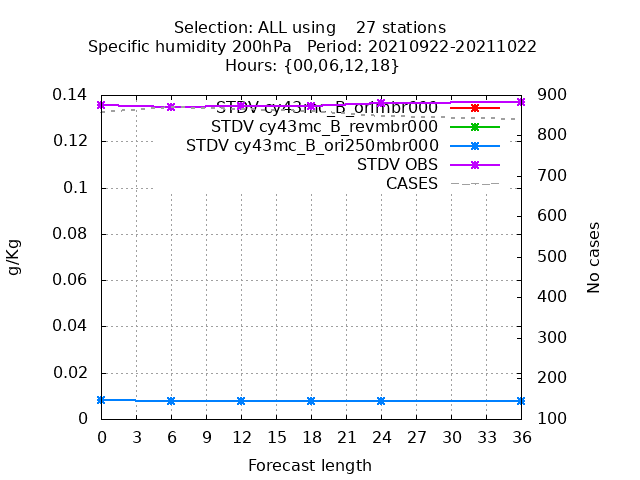 Selection: ALL using    27 stations
Specific humidity 200hPa   Period: 20210922-20211022
Hours: {00,06,12,18}
STDV cy43mc_B_orimbr000
STDV cy43mc_B_revmbr000
STDV cy43mc_B_ori250mbr000
STDV OBS
CASES
0.14
0.12
0.1
0.08
0.06
0.04
0.02
0
g/Kg
900
800
700
600
500
400
300
200
100
No cases
0 3 6 9 12 15 18 21 24 27 30 33 36
Forecast length